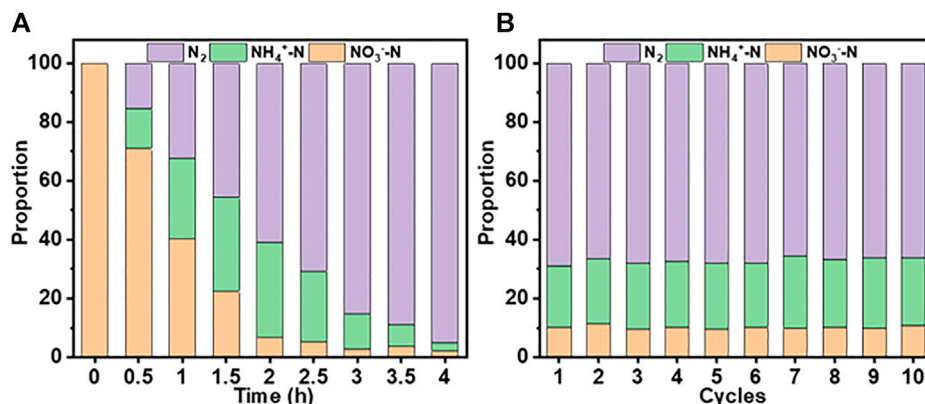 A
N₂ NH₄⁺-N NO₃⁻-N
Proportion
100
80
60
40
20
0
0 0.5 1 1.5 2 2.5 3 3.5 4
Time (h)
B
N₂ NH₄⁺-N NO₃⁻-N
Proportion
100
80
60
40
20
0
1 2 3 4 5 6 7 8 9 10
Cycles